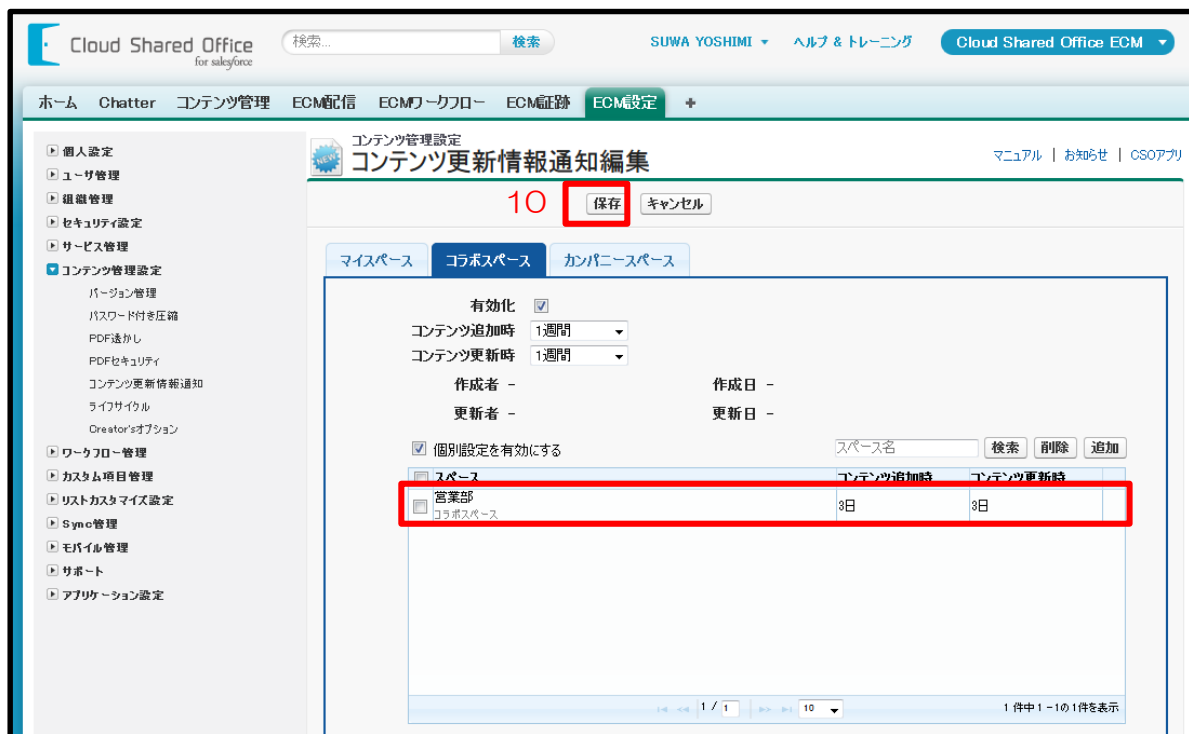 Cloud Shared Office
for salesforce
検索...
検索
SUWA YOSHIMI
ヘルプ & トレーニング
Cloud Shared Office ECM
ホーム Chatter コンテンツ管理 ECM配信 ECMワークフロー ECM証跡 ECM設定 +
個人設定
ユーザ管理
組織管理
セキュリティ設定
サービス管理
コンテンツ管理設定
バージョン管理
パスワード付き圧縮
PDF透かし
PDFセキュリティ
コンテンツ更新情報通知
ライフサイクル
Creator'sオプション
ワークフロー管理
カスタム項目管理
リストカスタマイズ設定
Sync管理
モバイル管理
サポート
アプリケーション設定
NEW
コンテンツ管理設定
コンテンツ更新情報通知編集
マニュアル | お知らせ | CSOアプリ
10 保存 キャンセル
マイスペース コラボスペース カンパニースペース
有効化
コンテンツ追加時 1週間
コンテンツ更新時 1週間
作成者 - 作成日 -
更新者 - 更新日 -
個別設定を有効にする スペース名 検索 削除 追加
スペース コンテンツ追加時 コンテンツ更新時
営業部 3日 3日
コラボスペース
1 / 1 10 1 件中 1 - 1の 1件を表示